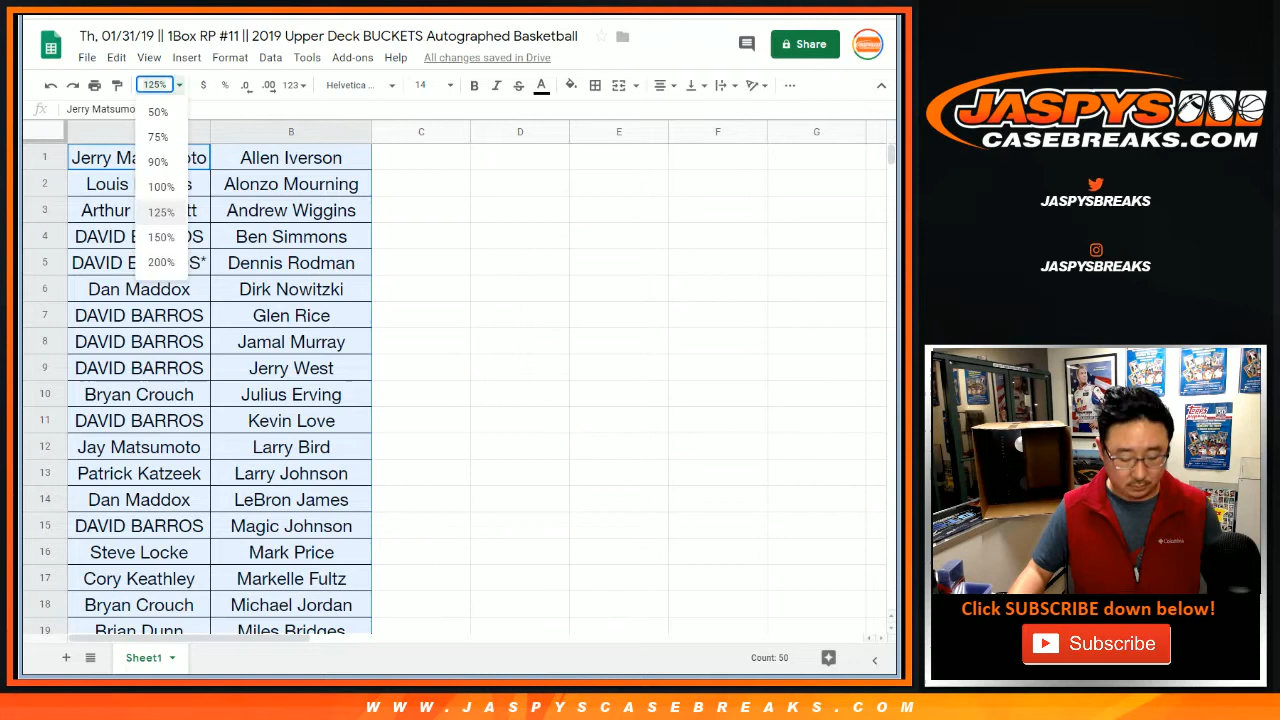 Th, 01/31/19 || 1Box RP #11 || 2019 Upper Deck BUCKETS Autographed Basketball
File Edit View Insert Format Data Tools Add-ons Help All changes saved in Drive
Share
125% $ % .0 .00 123 Helvetica ... 14 B I S A
fx Jerry Matsumo
50%
75%
90%
100%
125%
150%
200%
B C D E F G
1 Jerry Ma oto Allen Iverson
2 Louis s Alonzo Mourning
3 Arthur tt Andrew Wiggins
4 DAVID B OS Ben Simmons
5 DAVID B S* Dennis Rodman
6 Dan Maddox Dirk Nowitzki
7 DAVID BARROS Glen Rice
8 DAVID BARROS Jamal Murray
9 DAVID BARROS Jerry West
10 Bryan Crouch Julius Erving
11 DAVID BARROS Kevin Love
12 Jay Matsumoto Larry Bird
13 Patrick Katzeek Larry Johnson
14 Dan Maddox LeBron James
15 DAVID BARROS Magic Johnson
16 Steve Locke Mark Price
17 Cory Keathley Markelle Fultz
18 Bryan Crouch Michael Jordan
19 Brian Dunn Miles Bridges
Sheet1
Count: 50
JASPYS
CASEBREAKS.COM
JASPYSBREAKS
JASPYSBREAKS
Click SUBSCRIBE down below!
Subscribe
WWW.JASPYSCASEBREAKS.COM